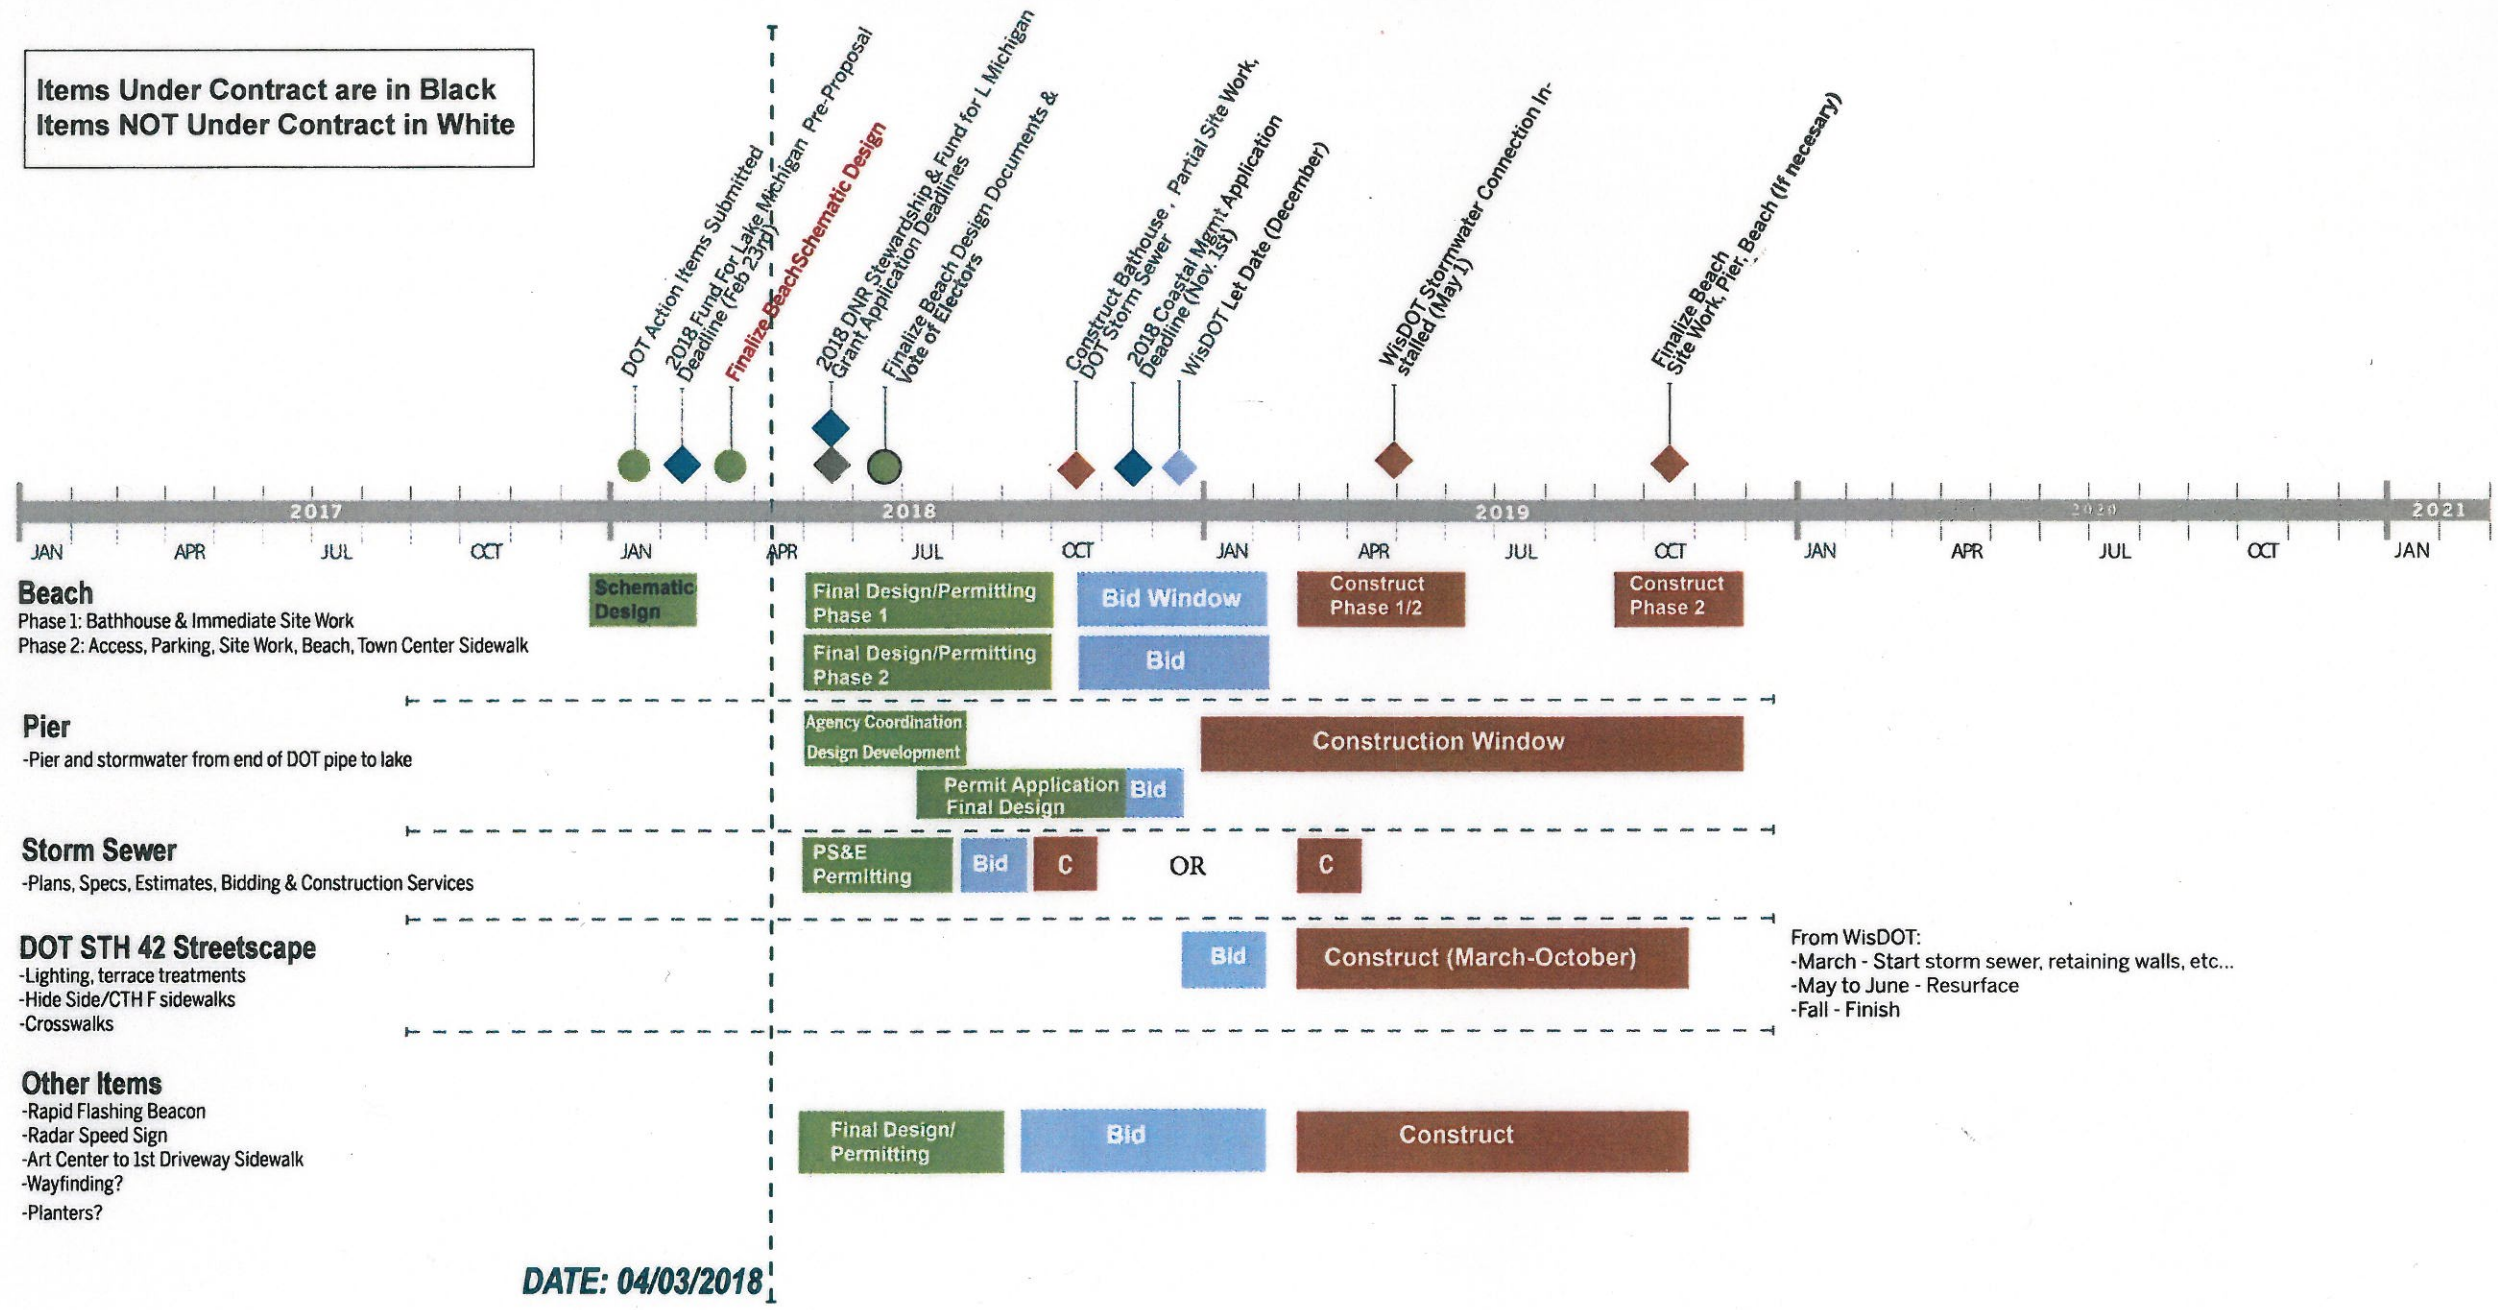 Items Under Contract are in Black
Items NOT Under Contract in White
DOT Action Items Submitted
2018 Fund For Lake Michigan Pre-Proposal
Deadline (Feb 23rd)
Finalize BeachSchematic Design
2018 DNR Stewardship & Fund for L Michigan
Grant Application Deadlines
Finalize Beach Design Documents &
Vote of Electors
Construct Bathouse , Partial Site Work,
DOT Storm Sewer
2018 Coastal Mgmt Application
Deadline (Nov. 1st)
WisDOT Let Date (December)
WisDOT Stormwater Connection In-
stalled (May 1)
Finalize Beach
Site Work, Pier, Beach (If necesary)
2017 2018 2019 2020 2021
JAN APR JUL OCT JAN APR JUL OCT JAN APR JUL OCT JAN APR JUL OCT JAN
Beach
Phase 1: Bathhouse & Immediate Site Work
Phase 2: Access, Parking, Site Work, Beach, Town Center Sidewalk
Schematic
Design
Final Design/Permitting
Phase 1
Bid Window
Construct
Phase 1/2
Construct
Phase 2
Final Design/Permitting
Phase 2
Bid
Pier
-Pier and stormwater from end of DOT pipe to lake
Agency Coordination
Design Development
Construction Window
Permit Application
Final Design
Bid
Storm Sewer
-Plans, Specs, Estimates, Bidding & Construction Services
PS&E
Permitting
Bid
C
OR
C
DOT STH 42 Streetscape
-Lighting, terrace treatments
-Hide Side/CTH F sidewalks
-Crosswalks
Bid
Construct (March-October)
From WisDOT:
-March - Start storm sewer, retaining walls, etc...
-May to June - Resurface
-Fall - Finish
Other Items
-Rapid Flashing Beacon
-Radar Speed Sign
-Art Center to 1st Driveway Sidewalk
-Wayfinding?
-Planters?
Final Design/
Permitting
Bid
Construct
DATE: 04/03/2018